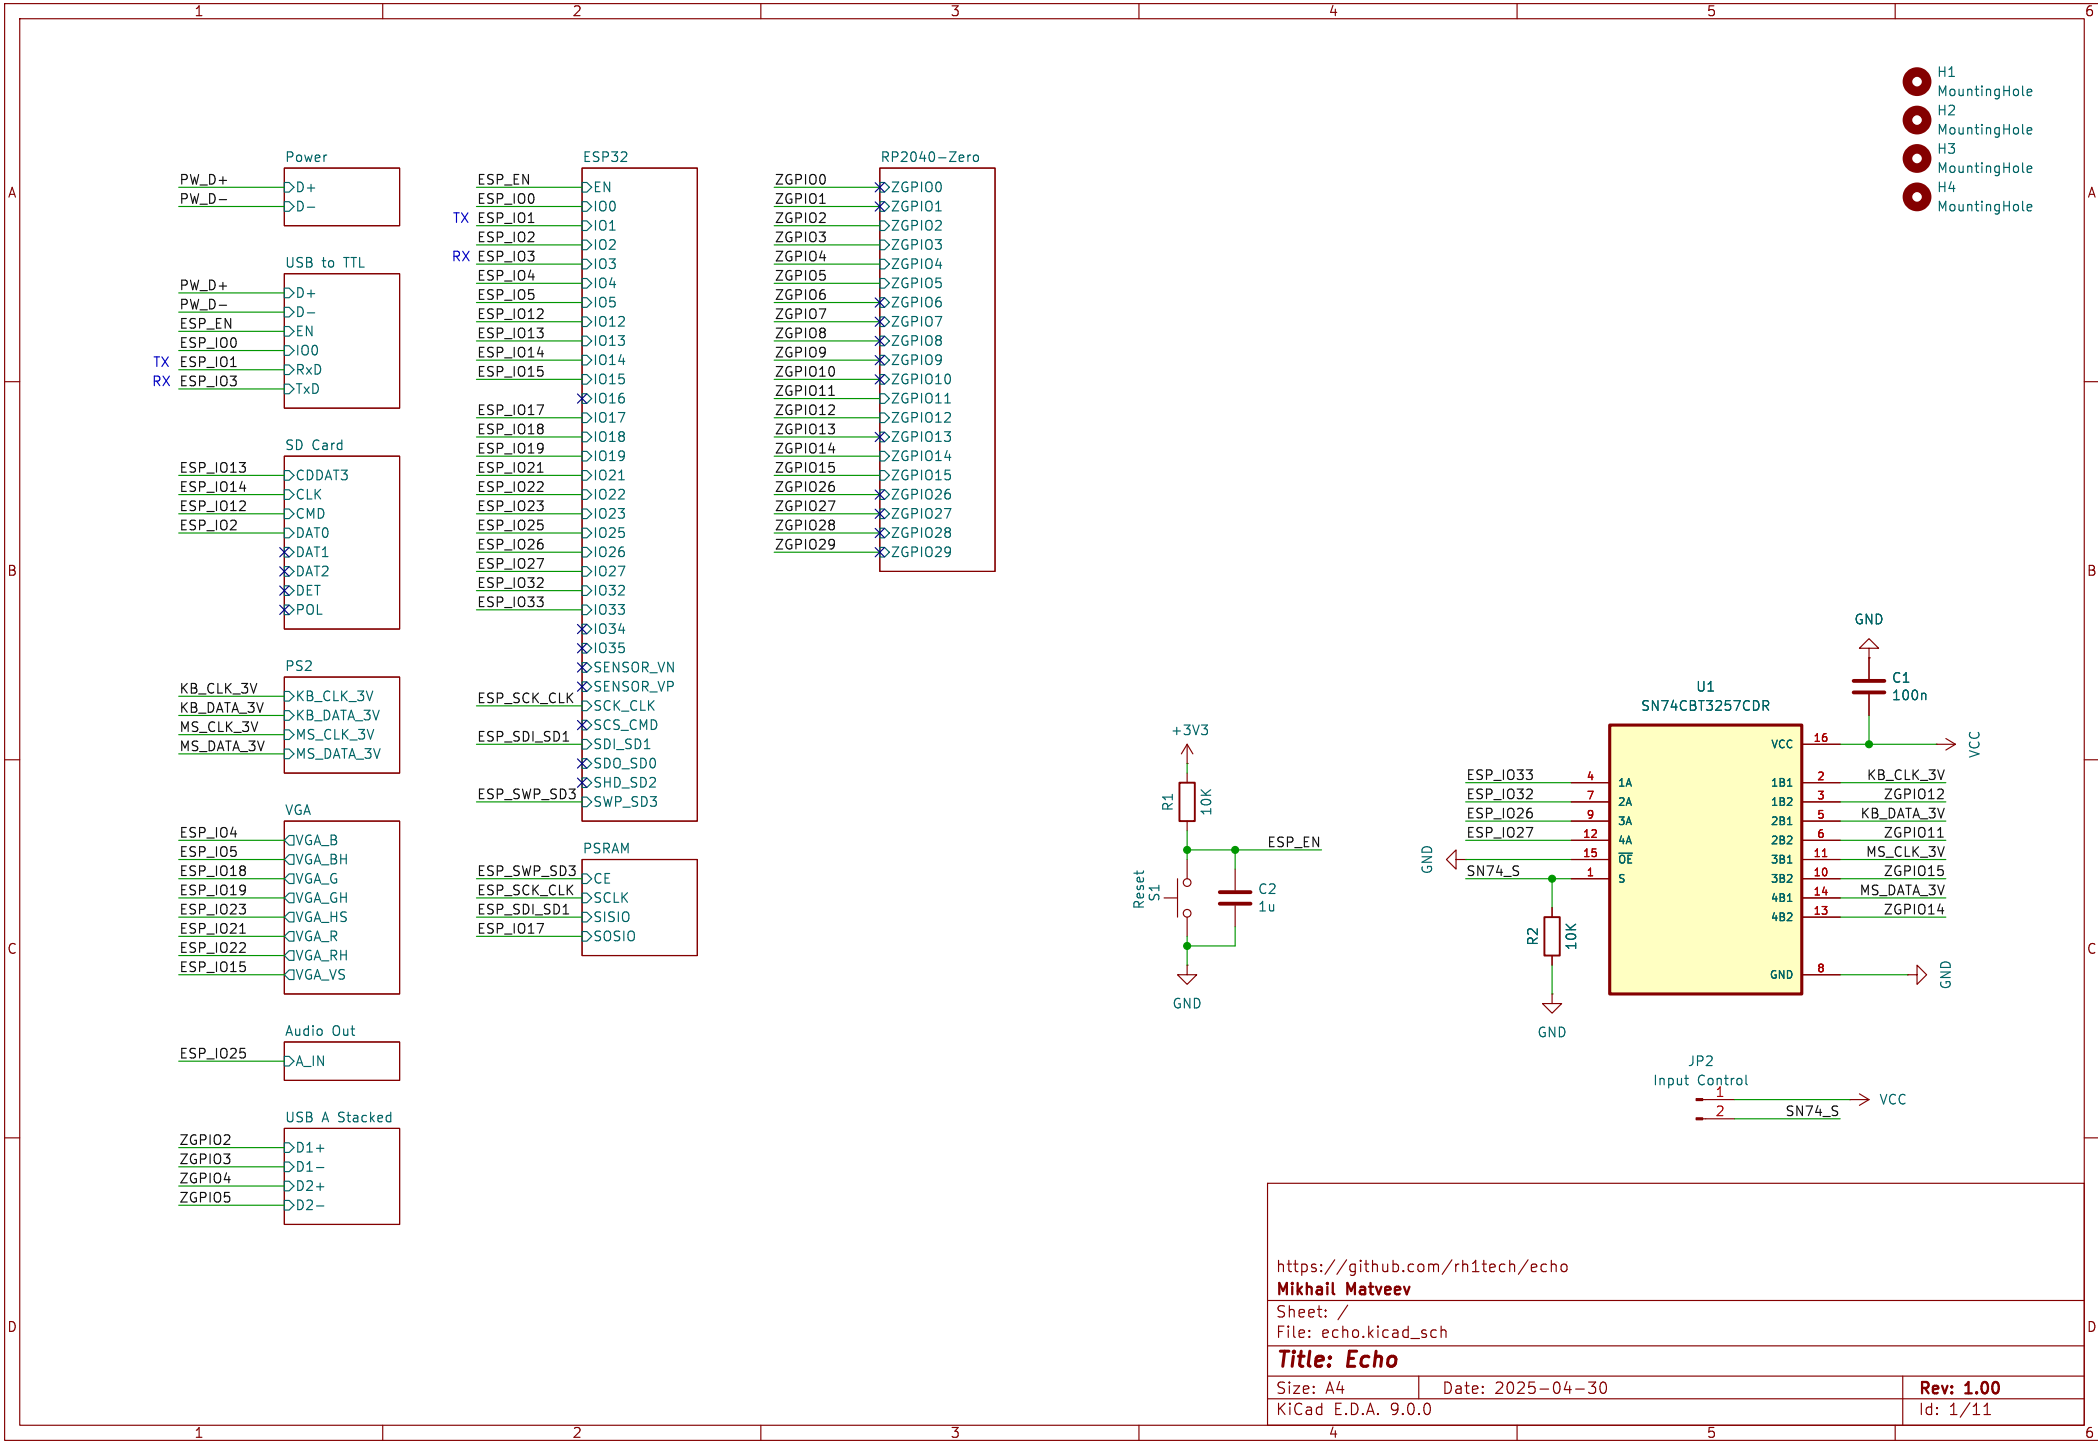 1 2 3 4 5 6
H1
MountingHole
H2
MountingHole
H3
MountingHole
H4
MountingHole
A
A
B
B
C
C
D
D
Power
PW_D+ D+
PW_D- D-
USB to TTL
PW_D+ D+
PW_D- D-
ESP_EN EN
ESP_IO0 IO0
TX ESP_IO1 RxD
RX ESP_IO3 TxD
SD Card
ESP_IO13 CDDAT3
ESP_IO14 CLK
ESP_IO12 CMD
ESP_IO2 DAT0
DAT1
DAT2
DET
POL
PS2
KB_CLK_3V KB_CLK_3V
KB_DATA_3V KB_DATA_3V
MS_CLK_3V MS_CLK_3V
MS_DATA_3V MS_DATA_3V
VGA
ESP_IO4 VGA_B
ESP_IO5 VGA_BH
ESP_IO18 VGA_G
ESP_IO19 VGA_GH
ESP_IO23 VGA_HS
ESP_IO21 VGA_R
ESP_IO22 VGA_RH
ESP_IO15 VGA_VS
Audio Out
ESP_IO25 A_IN
USB A Stacked
ZGPIO2 D1+
ZGPIO3 D1-
ZGPIO4 D2+
ZGPIO5 D2-
ESP32
ESP_EN EN
ESP_IO0 IO0
TX ESP_IO1 IO1
ESP_IO2 IO2
RX ESP_IO3 IO3
ESP_IO4 IO4
ESP_IO5 IO5
ESP_IO12 IO12
ESP_IO13 IO13
ESP_IO14 IO14
ESP_IO15 IO15
IO16
ESP_IO17 IO17
ESP_IO18 IO18
ESP_IO19 IO19
ESP_IO21 IO21
ESP_IO22 IO22
ESP_IO23 IO23
ESP_IO25 IO25
ESP_IO26 IO26
ESP_IO27 IO27
ESP_IO32 IO32
ESP_IO33 IO33
IO34
IO35
SENSOR_VN
SENSOR_VP
ESP_SCK_CLK SCK_CLK
SCS_CMD
ESP_SDI_SD1 SDI_SD1
SDO_SD0
SHD_SD2
ESP_SWP_SD3 SWP_SD3
PSRAM
ESP_SWP_SD3 CE
ESP_SCK_CLK SCLK
ESP_SDI_SD1 SISIO
ESP_IO17 SOSIO
RP2040-Zero
ZGPIO0 ZGPIO0
ZGPIO1 ZGPIO1
ZGPIO2 ZGPIO2
ZGPIO3 ZGPIO3
ZGPIO4 ZGPIO4
ZGPIO5 ZGPIO5
ZGPIO6 ZGPIO6
ZGPIO7 ZGPIO7
ZGPIO8 ZGPIO8
ZGPIO9 ZGPIO9
ZGPIO10 ZGPIO10
ZGPIO11 ZGPIO11
ZGPIO12 ZGPIO12
ZGPIO13 ZGPIO13
ZGPIO14 ZGPIO14
ZGPIO15 ZGPIO15
ZGPIO26 ZGPIO26
ZGPIO27 ZGPIO27
ZGPIO28 ZGPIO28
ZGPIO29 ZGPIO29
+3V3
R1
10K
ESP_EN
Reset
S1
C2
1u
GND
GND
C1
100n
VCC
U1
SN74CBT3257CDR
VCC 16
ESP_IO33 4 1A 1B1 2 KB_CLK_3V
ESP_IO32 7 2A 1B2 3 ZGPIO12
ESP_IO26 9 3A 2B1 5 KB_DATA_3V
ESP_IO27 12 4A 2B2 6 ZGPIO11
GND 15 OE 3B1 11 MS_CLK_3V
SN74_S 1 S 3B2 10 ZGPIO15
4B1 14 MS_DATA_3V
4B2 13 ZGPIO14
GND 8 GND
R2
10K
GND
JP2
Input Control
1 VCC
2 SN74_S
https://github.com/rh1tech/echo
Mikhail Matveev
Sheet: /
File: echo.kicad_sch
Title: Echo
Size: A4 Date: 2025-04-30 Rev: 1.00
KiCad E.D.A. 9.0.0 Id: 1/11
1 2 3 4 5 6